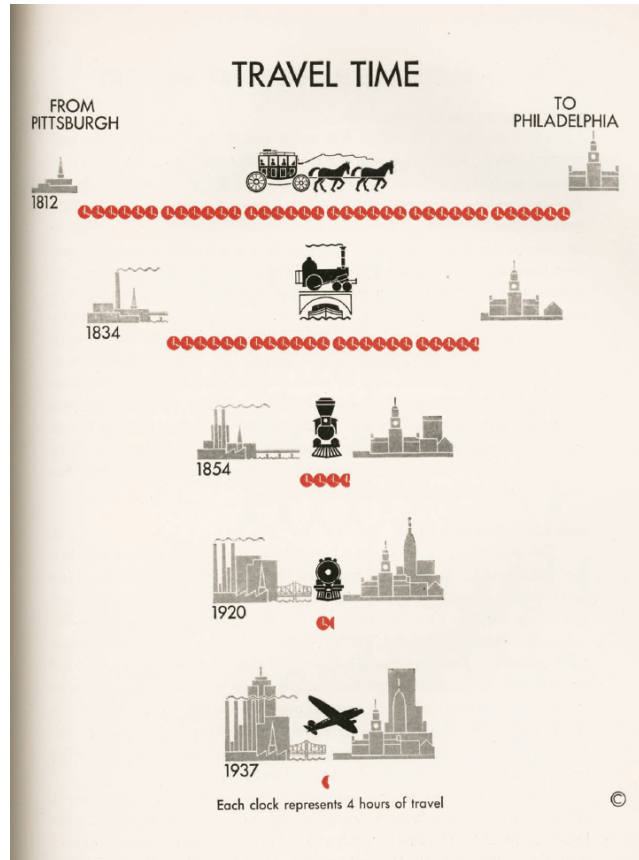 TRAVEL TIME
FROM
PITTSBURGH
TO
PHILADELPHIA
1812
1834
1854
1920
1937
Each clock represents 4 hours of travel
©